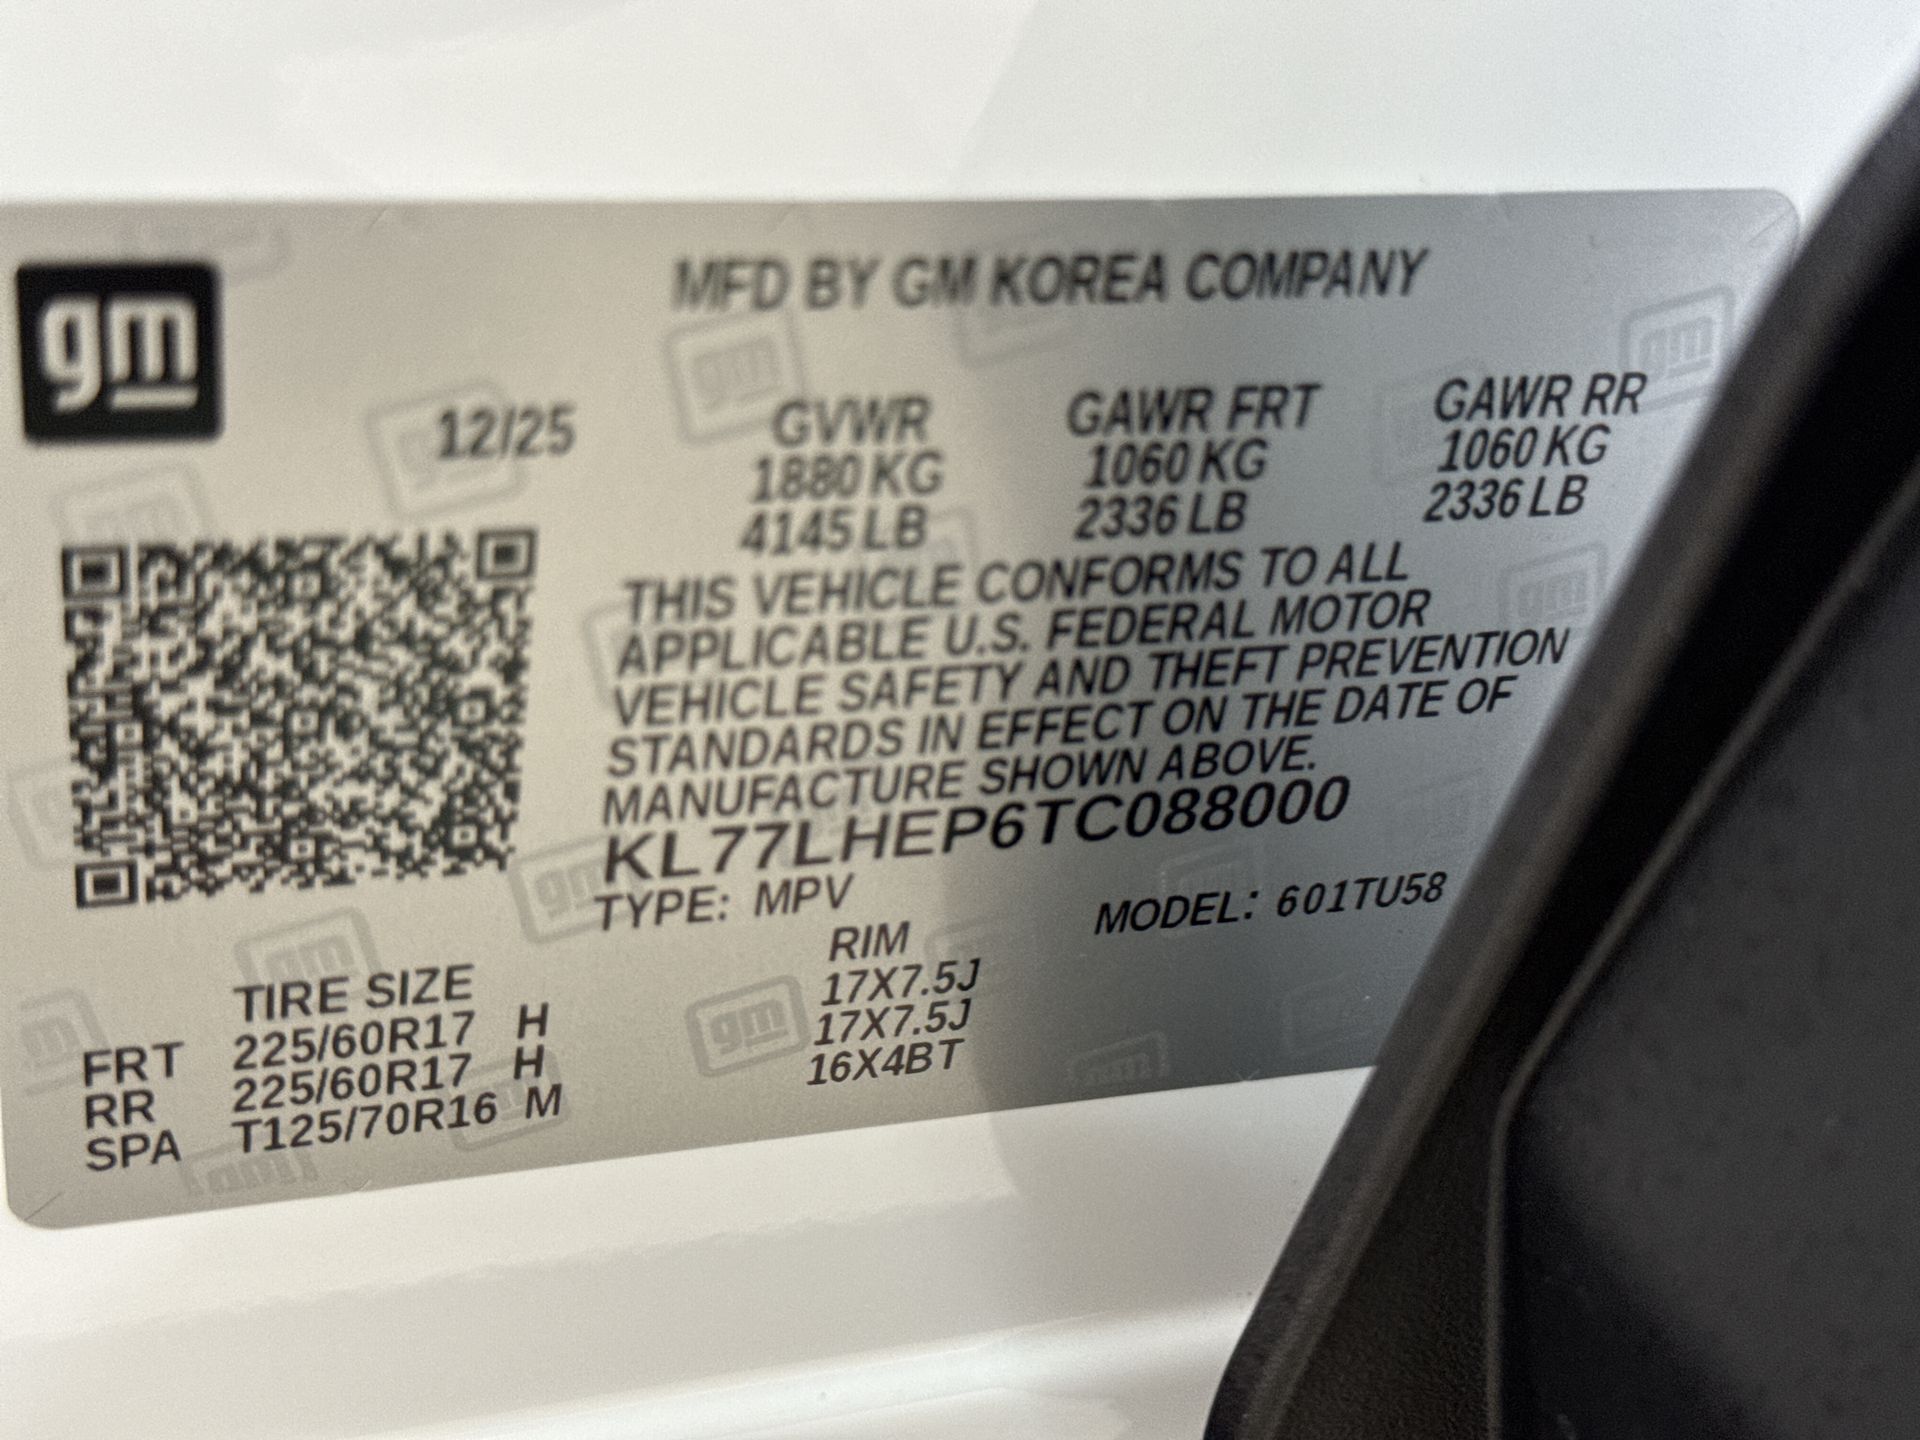 gm
MFD BY GM KOREA COMPANY
12/25
GVWR GAWR FRT GAWR RR
1880 KG 1060 KG 1060 KG
4145 LB 2336 LB 2336 LB
THIS VEHICLE CONFORMS TO ALL
APPLICABLE U.S. FEDERAL MOTOR
VEHICLE SAFETY AND THEFT PREVENTION
STANDARDS IN EFFECT ON THE DATE OF
MANUFACTURE SHOWN ABOVE.
KL77LHEP6TC088000
TYPE: MPV MODEL: 601TU58
TIRE SIZE RIM
FRT 225/60R17 H 17X7.5J
RR 225/60R17 H 17X7.5J
SPA T125/70R16 M 16X4BT